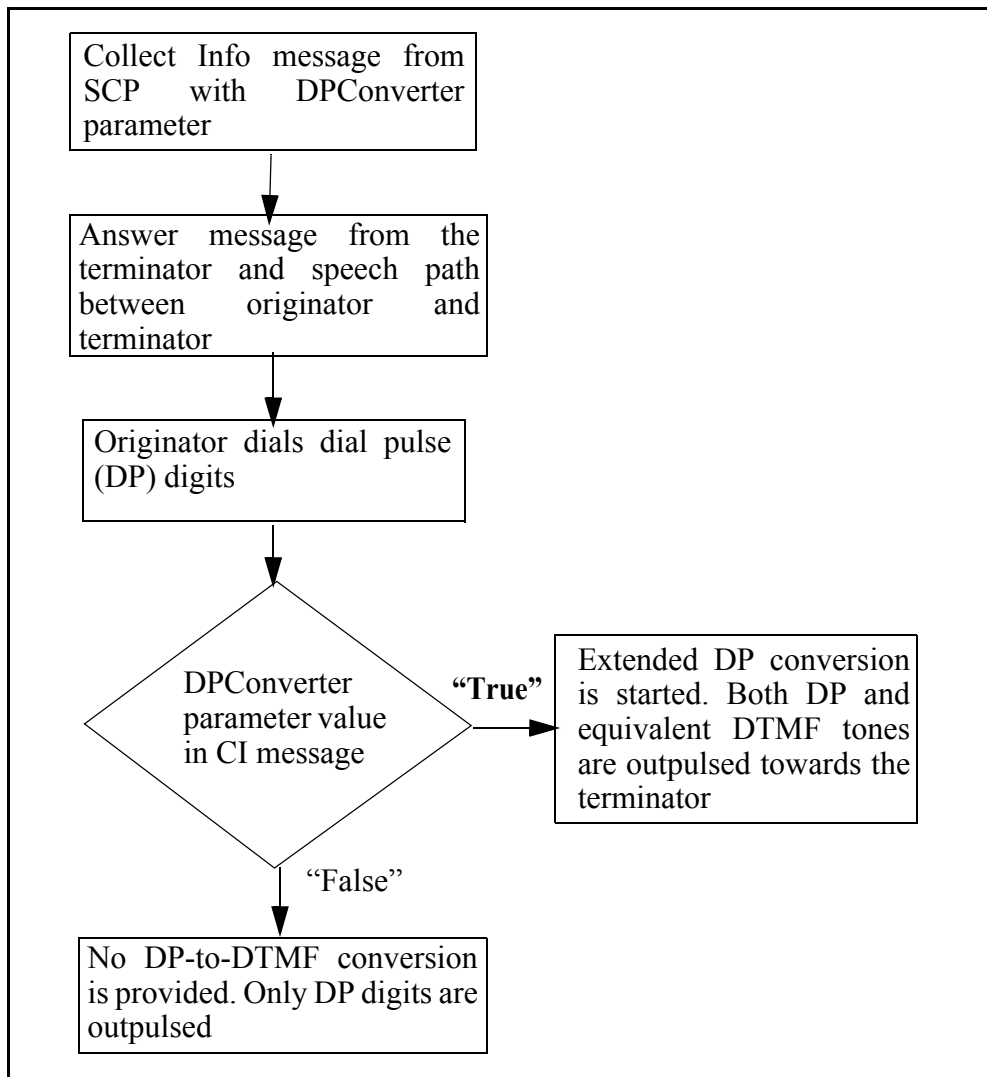 Collect Info message from
SCP with DPConverter
parameter
Answer message from the
terminator and speech path
between originator and
terminator
Originator dials dial pulse
(DP) digits
DPConverter
parameter value
in CI message
“True”
Extended DP conversion
is started. Both DP and
equivalent DTMF tones
are outpulsed towards the
terminator
“False”
No DP-to-DTMF conversion
is provided. Only DP digits are
outpulsed